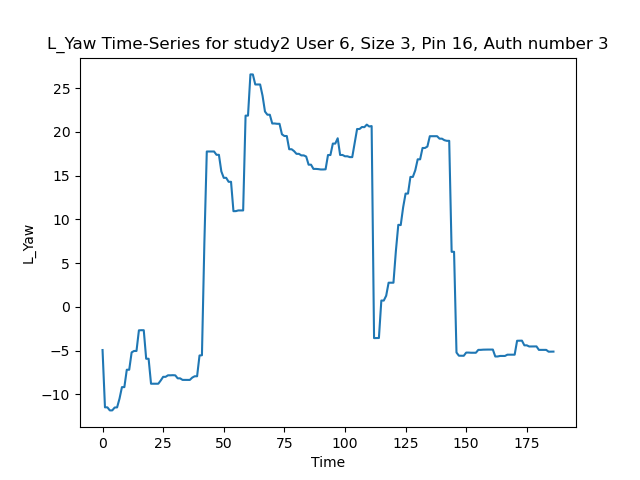 L_Yaw Time-Series for study2 User 6, Size 3, Pin 16, Auth number 3
25
20
15
10
5
0
−5
−10
L_Yaw
0 25 50 75 100 125 150 175
Time